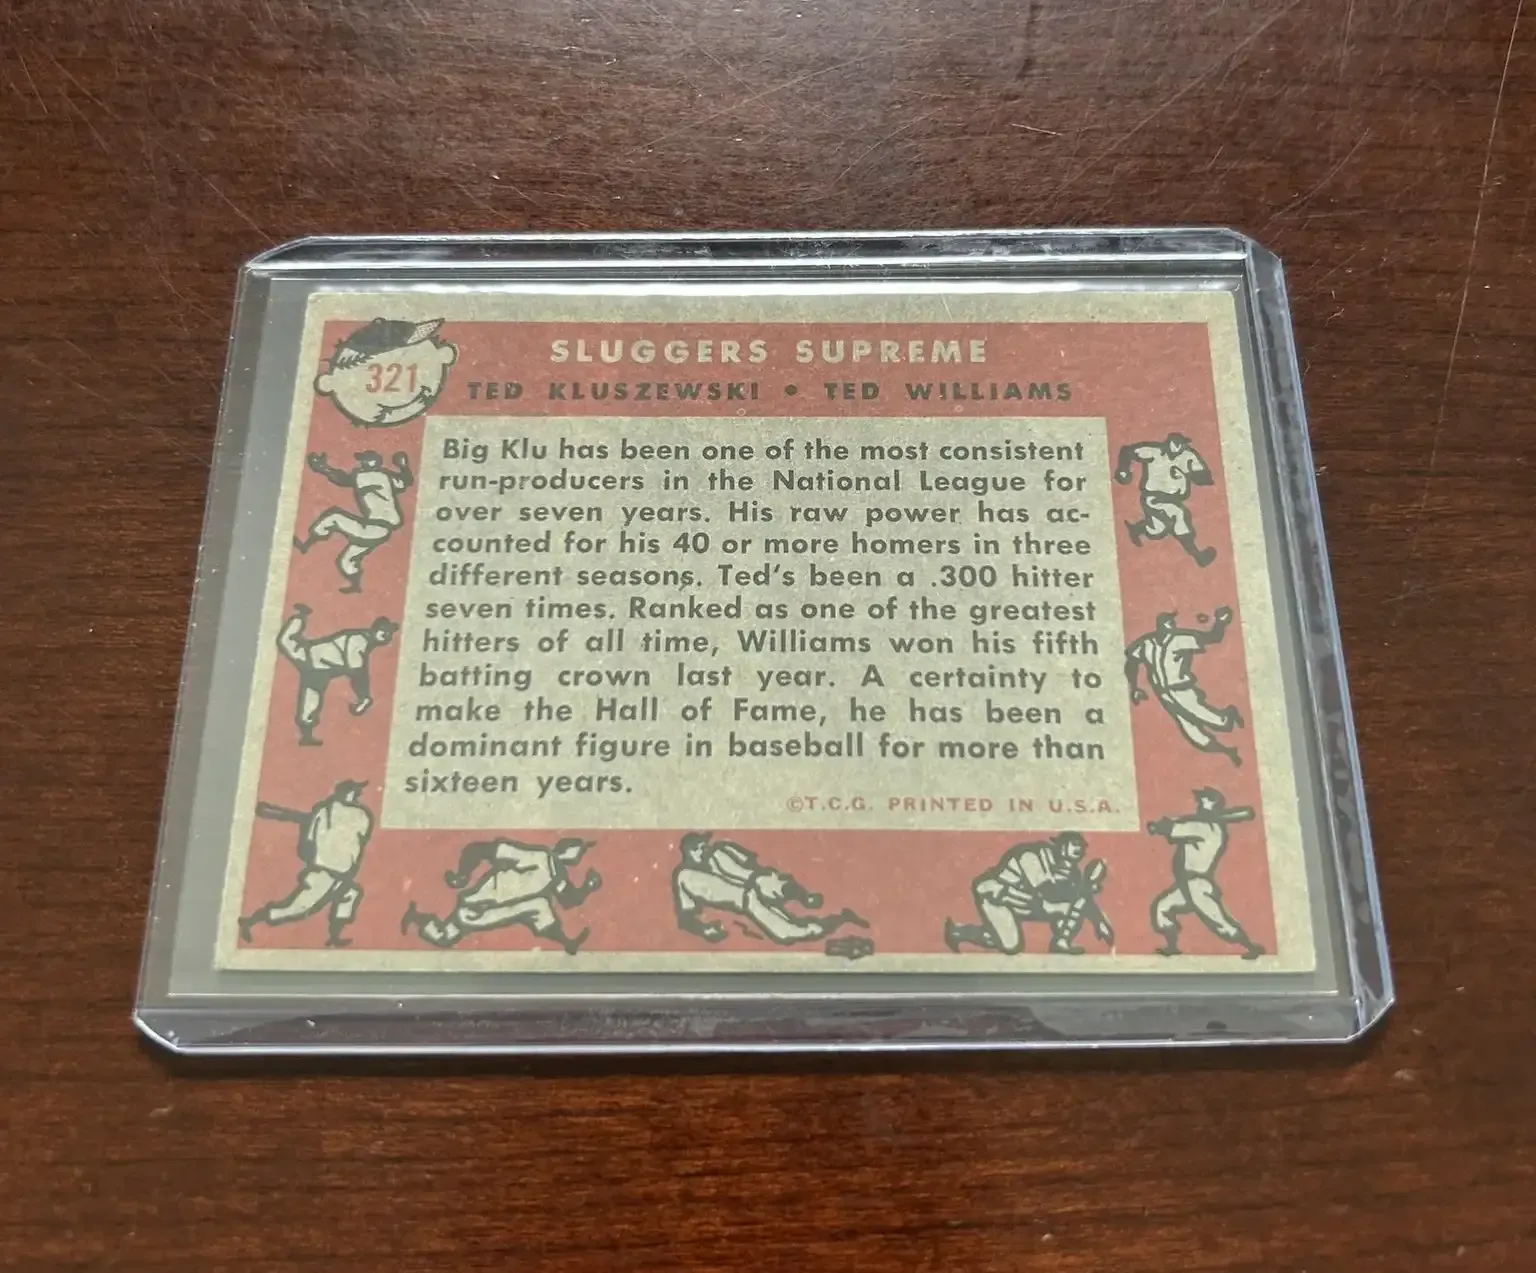 321
SLUGGERS SUPREME
TED KLUSZEWSKI • TED WILLIAMS
Big Klu has been one of the most consistent
run-producers in the National League for
over seven years. His raw power has ac-
counted for his 40 or more homers in three
different seasons. Ted's been a .300 hitter
seven times. Ranked as one of the greatest
hitters of all time, Williams won his fifth
batting crown last year. A certainty to
make the Hall of Fame, he has been a
dominant figure in baseball for more than
sixteen years.
©T.C.G. PRINTED IN U.S.A.